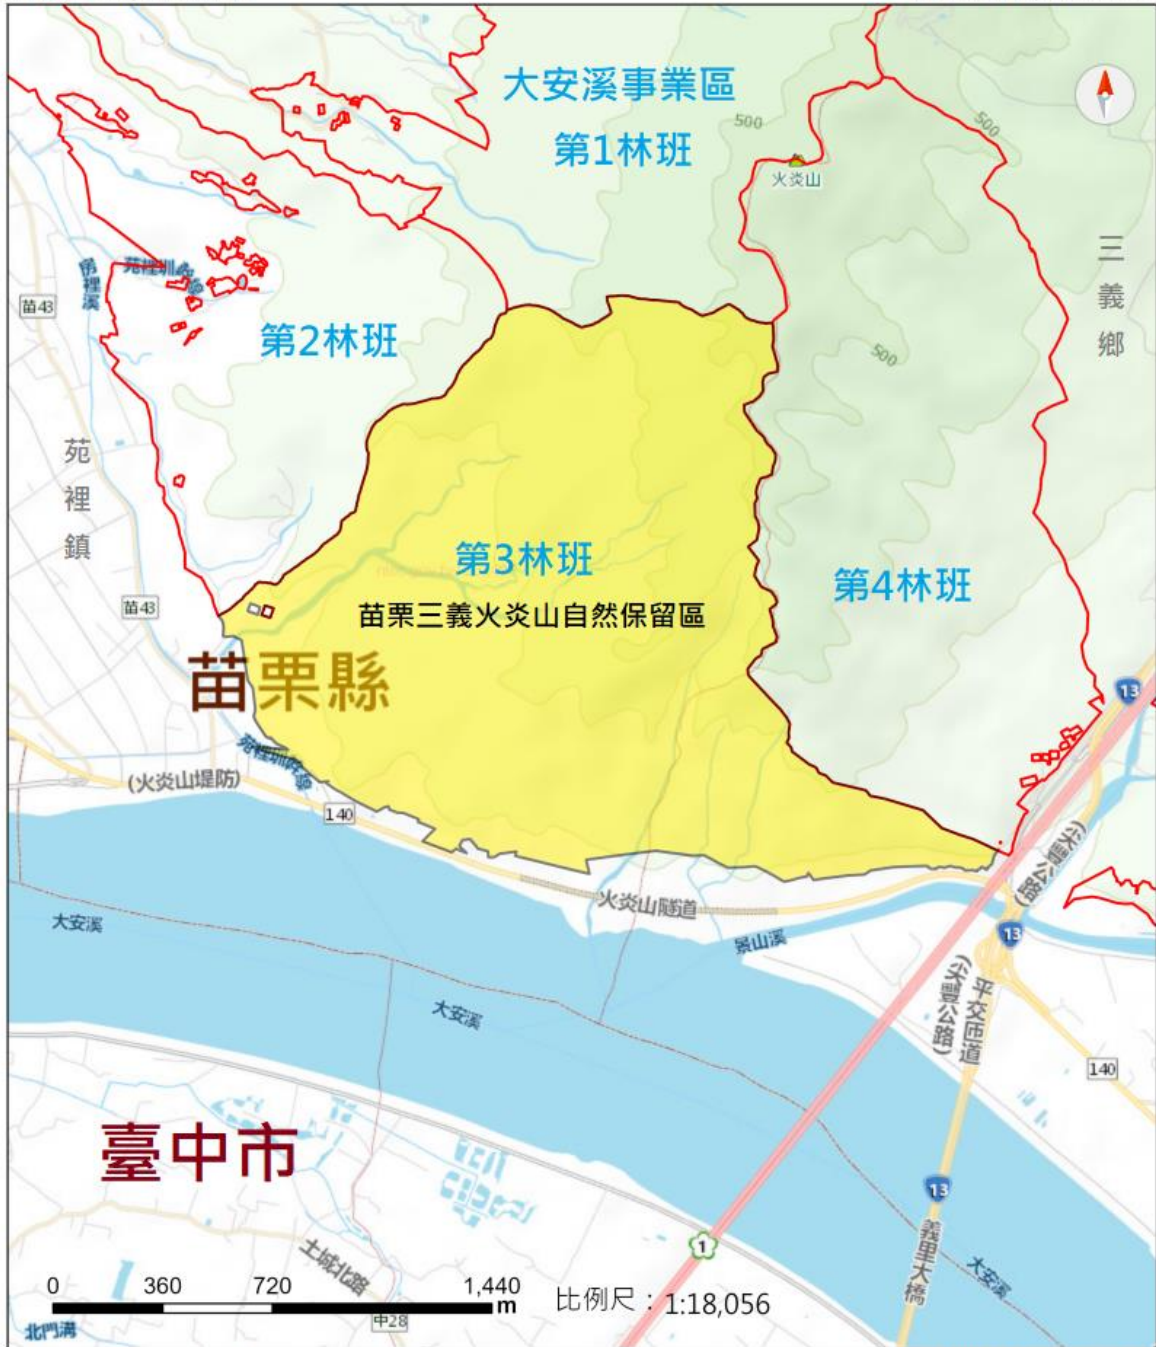 大安溪事業區
第1林班
500
500
火炎山
三義鄉
房裡溪
苗43
第2林班
500
苑裡鎮
第3林班
第4林班
苗栗三義火炎山自然保留區
苗43
苗栗縣
13
苑裡圳幹線
(火炎山堤防)
140
(尖豐公路)
火炎山隧道
大安溪
景山溪
13
大安溪
平交匝道
(尖豐公路)
140
臺中市
13
義里大橋
1
大安溪
土城北路
0 360 720 1,440
m
比例尺：1:18,056
中28
北門溝